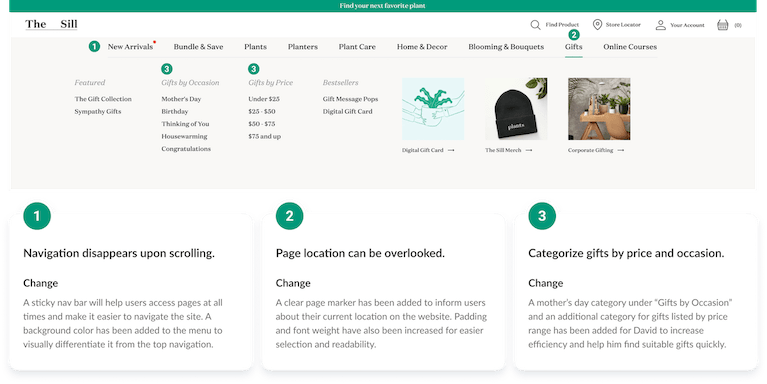 Find your next favorite plant
The Sill
Find Product
Store Locator
Your Account
(0)
1
New Arrivals
Bundle & Save
Plants
Planters
Plant Care
Home & Decor
Blooming & Bouquets
2
Gifts
Online Courses
Featured
The Gift Collection
Sympathy Gifts
3
Gifts by Occasion
Mother's Day
Birthday
Thinking of You
Housewarming
Congratulations
3
Gifts by Price
Under $25
$25 - $50
$50 - $75
$75 and up
Bestsellers
Gift Message Pops
Digital Gift Card
Digital Gift Card →
plants
The Sill Merch →
Corporate Gifting →
1
Navigation disappears upon scrolling.
Change
A sticky nav bar will help users access pages at all
times and make it easier to navigate the site. A
background color has been added to the menu to
visually differentiate it from the top navigation.
2
Page location can be overlooked.
Change
A clear page marker has been added to inform users
about their current location on the website. Padding
and font weight have also been increased for easier
selection and readability.
3
Categorize gifts by price and occasion.
Change
A mother's day category under “Gifts by Occasion”
and an additional category for gifts listed by price
range has been added for David to increase
efficiency and help him find suitable gifts quickly.